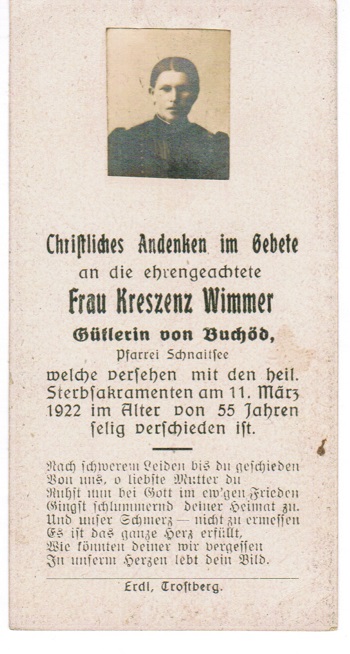 Christliches Andenken im Gebete
an die ehrengeachtete
Frau Kreszenz Wimmer
Gütlerin von Buchöd,
Pfarrei Schnaitsee
welche versehen mit den heil.
Sterbsakramenten am 11. März
1922 im Alter von 55 Jahren
selig verschieden ist.
Nach schwerem Leiden bis du geschieden
Von uns, o liebste Mutter du
Ruhst nun bei Gott im ew'gen Frieden
Gingst schlummernd deiner Heimat zu.
Und unser Schmerz — nicht zu ermessen
Es ist das ganze Herz erfüllt,
Wie könnten deiner wir vergessen
In unserm Herzen lebt dein Bild.
Erdl, Trostberg.